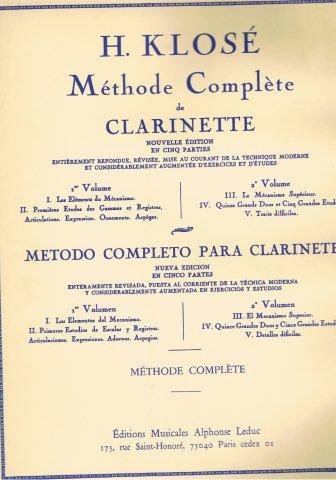 H. KLOSÉ
Méthode Complète
de
CLARINETTE
NOUVELLE ÉDITION
EN CINQ PARTIES
ENTIÈREMENT REFONDUE, RÉVISÉE, MISE AU COURANT DE LA TECHNIQUE MODERNE
ET CONSIDÉRABLEMENT AUGMENTÉE D'EXERCICES ET D'ÉTUDES
1er Volume
I. Les Eléments du Mécanisme.
II. Premières Etudes des Gammes et Registres,
Articulations. Expression. Ornements. Arpèges.
2e Volume
III. Le Mécanisme Supérieur.
IV. Quinze Grands Duos et Cinq Grandes Etud
V. Traits difficiles.
METODO COMPLETO PARA CLARINETE
NUEVA EDICION
EN CINCO PARTES
ENTERAMENTE REVISADA, PUESTA AL CORRIENTE DE LA TÉCNICA MODERNA
Y CONSIDERABLEMENTE AUMENTADA EN EJERCICIOS Y ESTUDIOS
1er Volumen
I. Los Elementos del Mecanismo.
II. Primeros Estudios de Escalas y Registros.
Articulaciones. Expresiones. Adornos. Arpegios.
2e Volumen
III. El Mecanismo Superior.
IV. Quince Grandes Duos y Cinco Grandes Estud
V. Detalles difíciles.
MÉTHODE COMPLÈTE
Éditions Musicales Alphonse Leduc
175, rue Saint-Honoré, 75040 Paris cedex 01